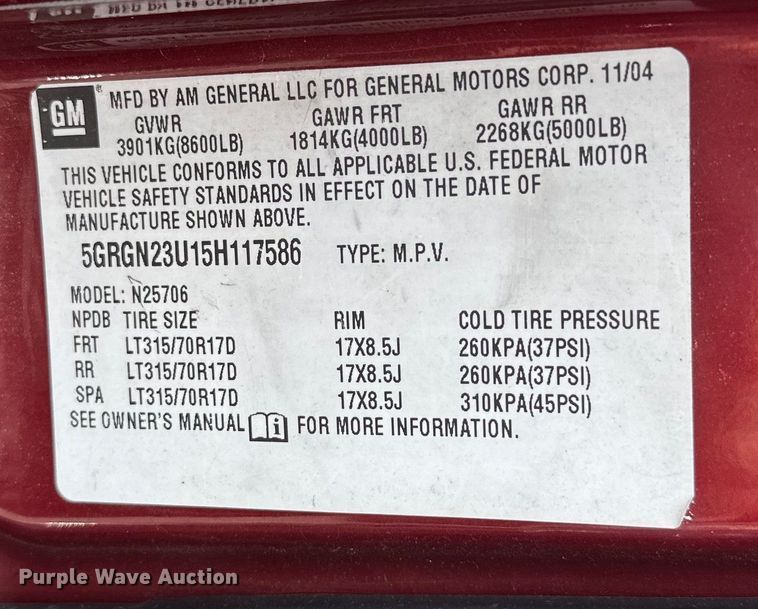 GM® MFD BY AM GENERAL LLC FOR GENERAL MOTORS CORP. 11/04
GVWR GAWR FRT GAWR RR
3901KG(8600LB) 1814KG(4000LB) 2268KG(5000LB)
THIS VEHICLE CONFORMS TO ALL APPLICABLE U.S. FEDERAL MOTOR
VEHICLE SAFETY STANDARDS IN EFFECT ON THE DATE OF
MANUFACTURE SHOWN ABOVE.
5GRGN23U15H117586 TYPE: M.P.V.
MODEL: N25706
NPDB TIRE SIZE RIM COLD TIRE PRESSURE
FRT LT315/70R17D 17X8.5J 260KPA(37PSI)
RR LT315/70R17D 17X8.5J 260KPA(37PSI)
SPA LT315/70R17D 17X8.5J 310KPA(45PSI)
SEE OWNER'S MANUAL i FOR MORE INFORMATION.
Purple Wave Auction